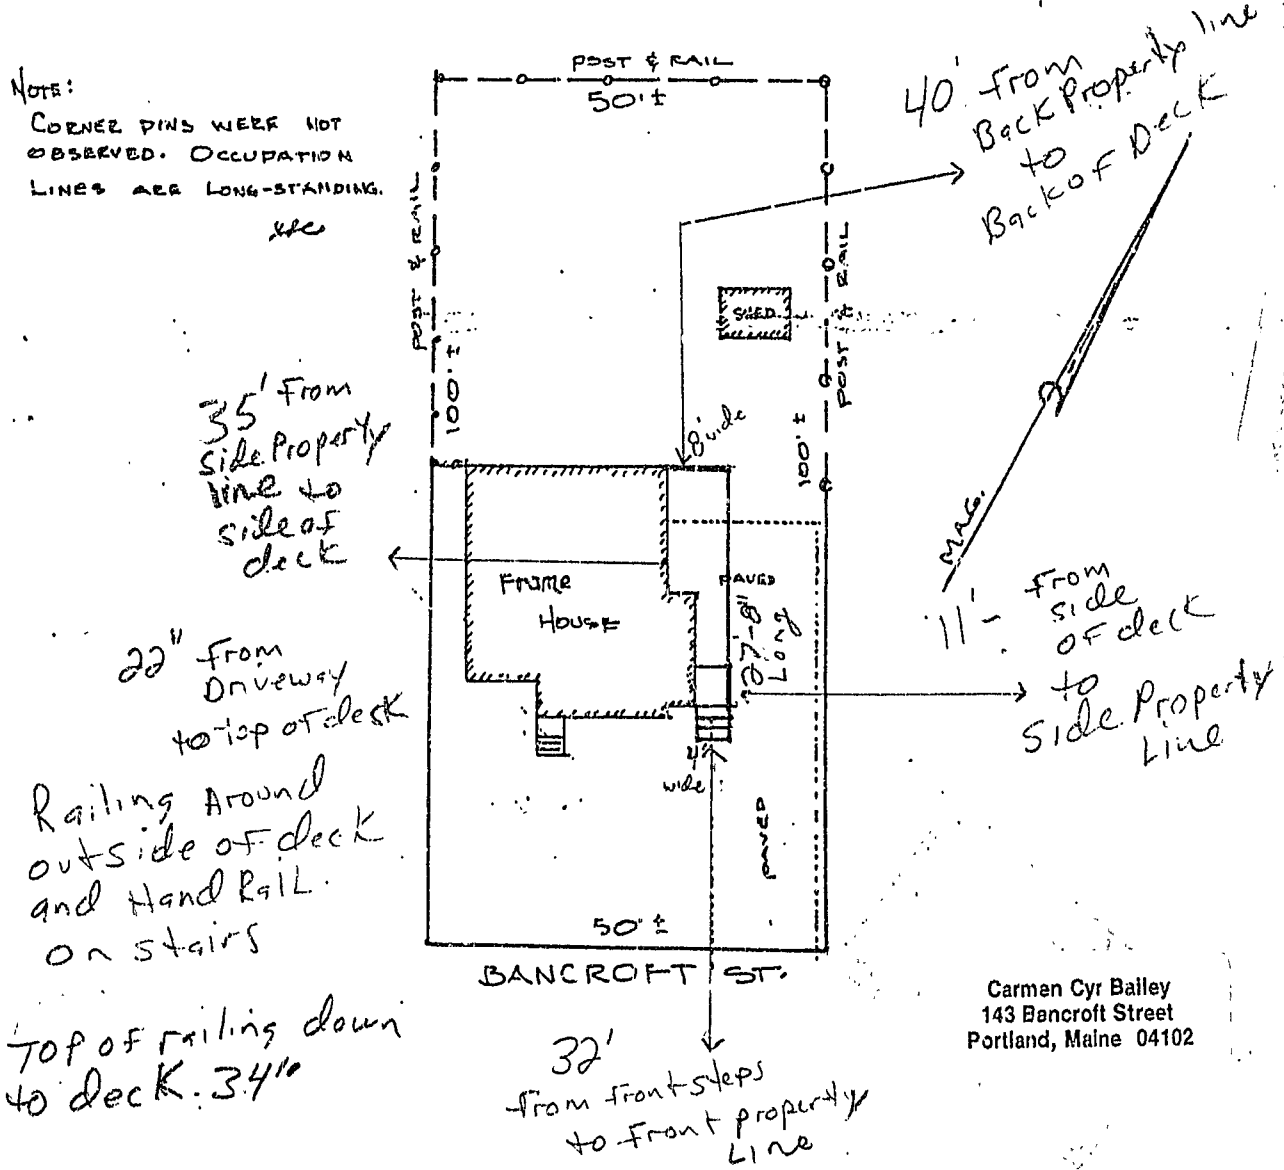 NOTE:
CORNER PINS WERE NOT
OBSERVED. OCCUPATION
LINES ARE LONG-STANDING.
POST & RAIL
50'±
40' From
Back Property line
to
Back of Deck
POST & RAIL
100'±
SHED
POST & RAIL
100'±
8' wide
35' From
side Property
line to
side of
deck
MAG.
Frame
HOUSE
PAVED
27'-8"
Long
11'- From
side
of deck
to
Side Property
Line
22" from
Driveway
to top of desk
wide
PAVED
Railing Around
outside of deck
and Hand Rail.
on stairs
50'±
BANCROFT ST.
Top of railing down
to deck. 34"
32'
from front steps
to front property
Line
Carmen Cyr Bailey
143 Bancroft Street
Portland, Maine 04102